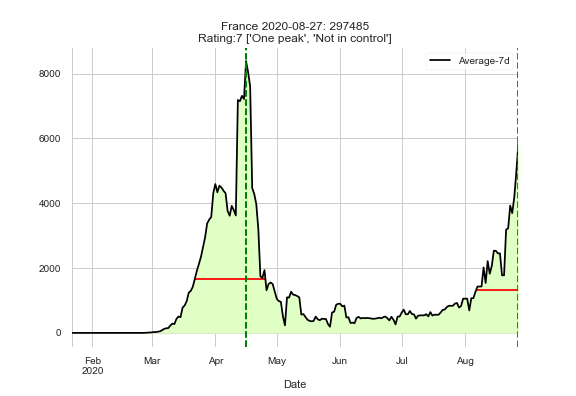 France 2020-08-27: 297485
Rating:7 ['One peak', 'Not in control']
Average-7d
8000
6000
4000
2000
0
Feb Mar Apr May Jun Jul Aug
2020
Date